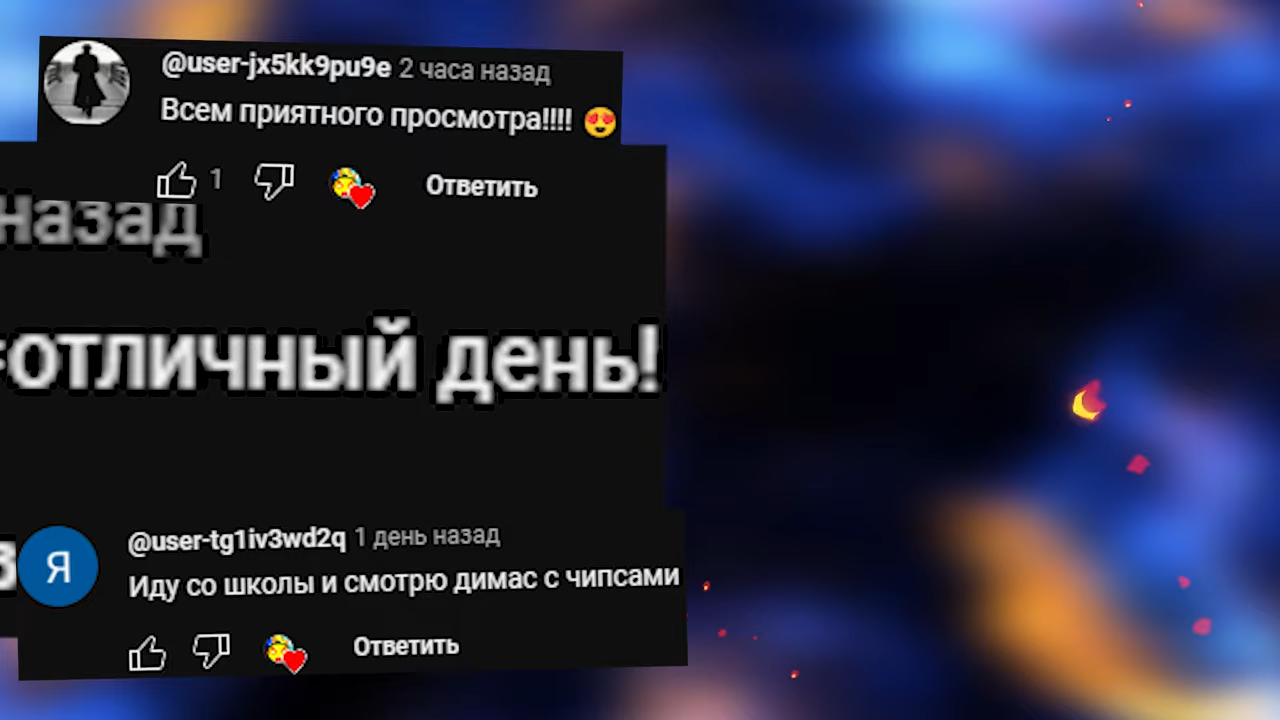 @user-jx5kk9pu9e 2 часа назад
Всем приятного просмотра!!!! 😍
1
Ответить
назад
=отличный день!
Я
@user-tg1iv3wd2q 1 день назад
Иду со школы и смотрю димас с чипсами
Ответить